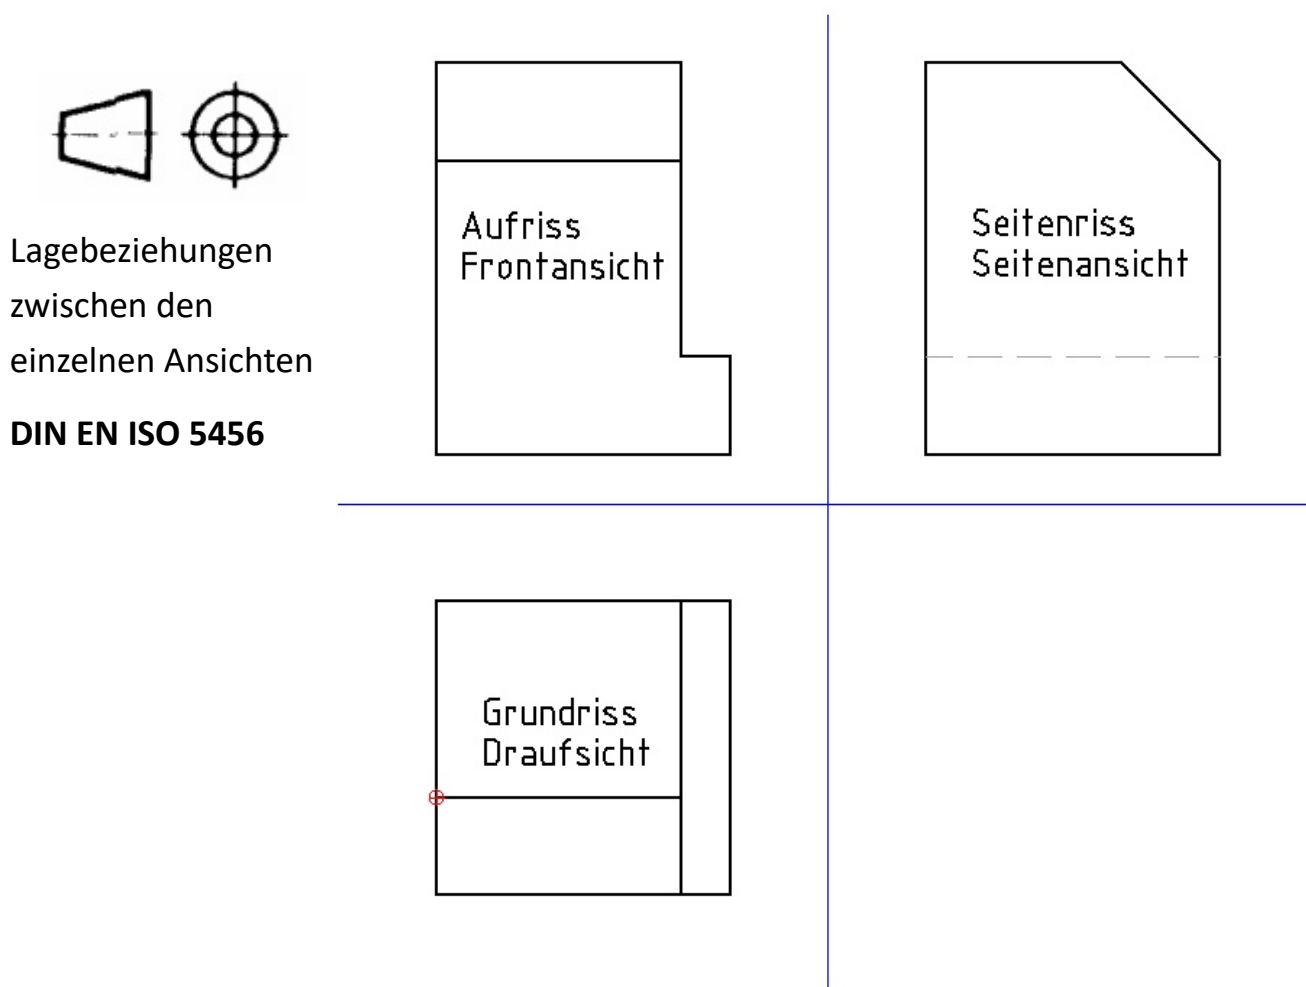 Lagebeziehungen
zwischen den
einzelnen Ansichten
DIN EN ISO 5456
Aufriss
Frontansicht
Seitenriss
Seitenansicht
Grundriss
Draufsicht